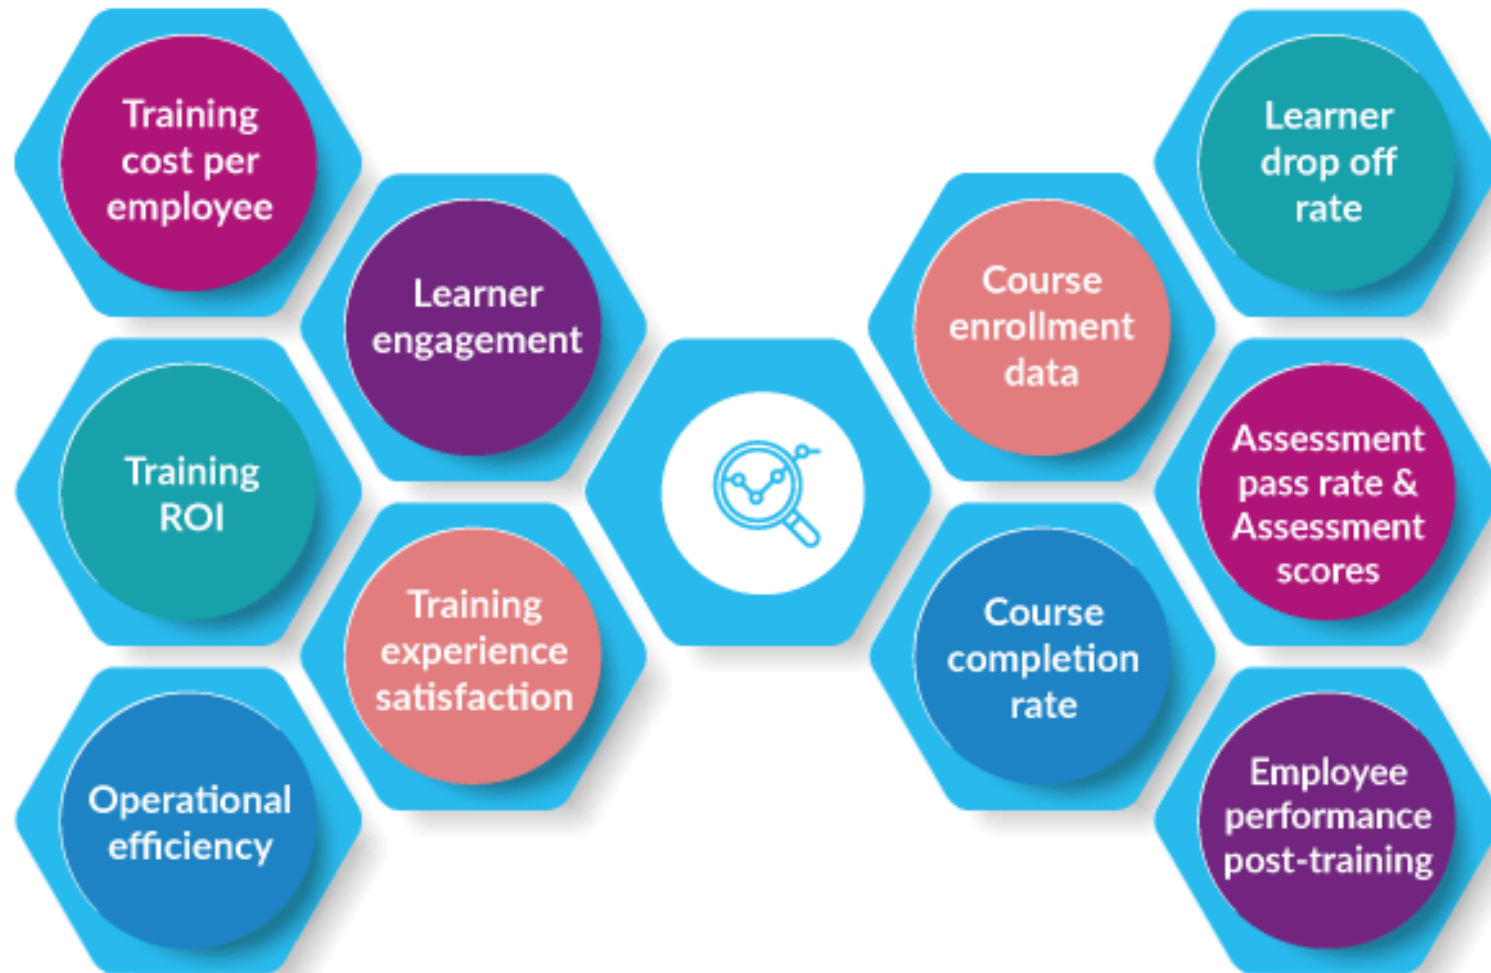 Training
cost per
employee
Learner
engagement
Training
ROI
Training
experience
satisfaction
Operational
efficiency
Course
enrollment
data
Learner
drop off
rate
Assessment
pass rate &
Assessment
scores
Course
completion
rate
Employee
performance
post-training